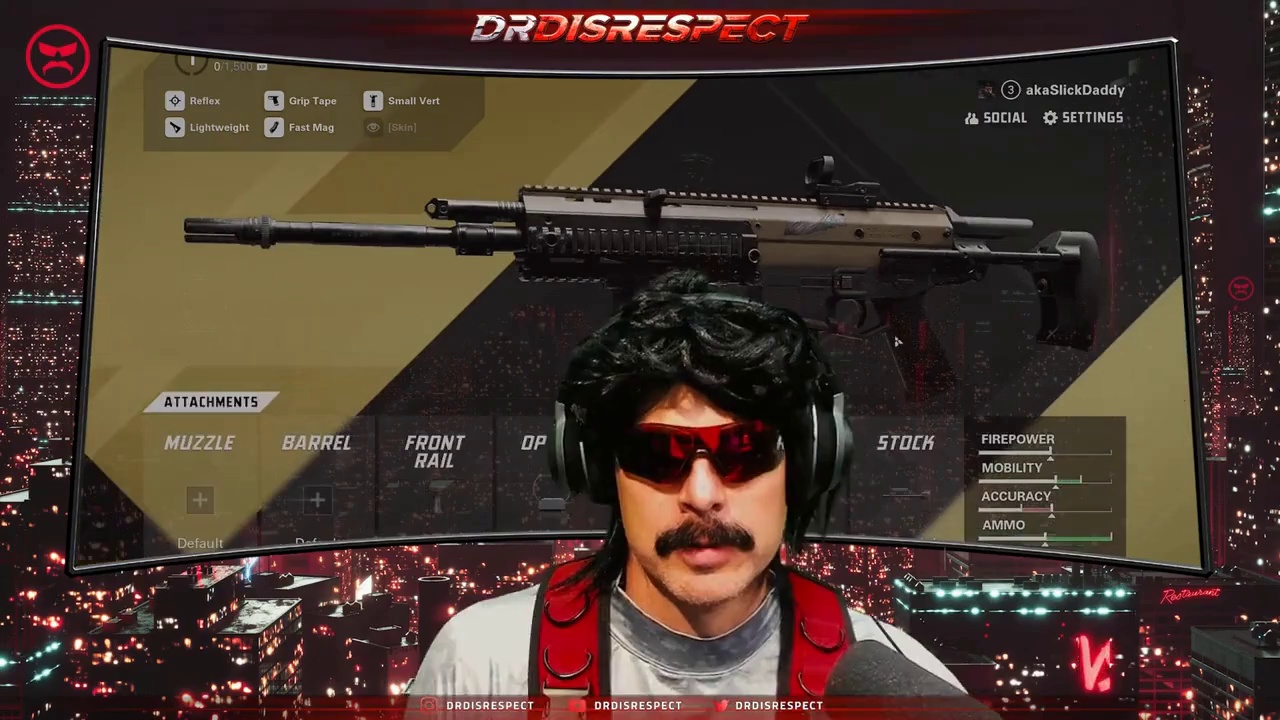 DRDISRESPECT
0/1,500
Reflex Grip Tape Small Vert
Lightweight Fast Mag [Skin]
3 akaSlickDaddy
SOCIAL SETTINGS
ATTACHMENTS
MUZZLE BARREL FRONT RAIL OP STOCK
Default
FIREPOWER
MOBILITY
ACCURACY
AMMO
Restaurant
DRDISRESPECT DRDISRESPECT DRDISRESPECT